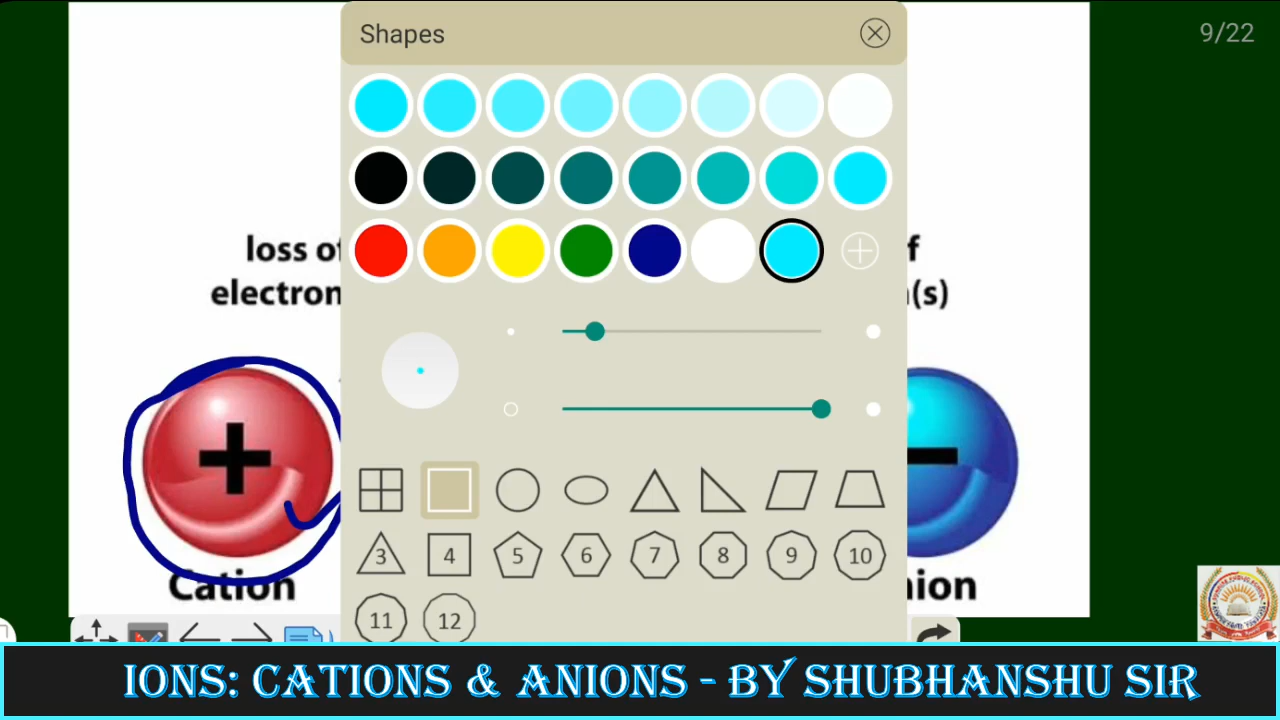 Shapes
9/22
loss of
f
electron
(s)
+
-
3 4 5 6 7 8 9 10
11 12
Cation
nion
IONS: CATIONS & ANIONS - BY SHUBHANSHU SIR